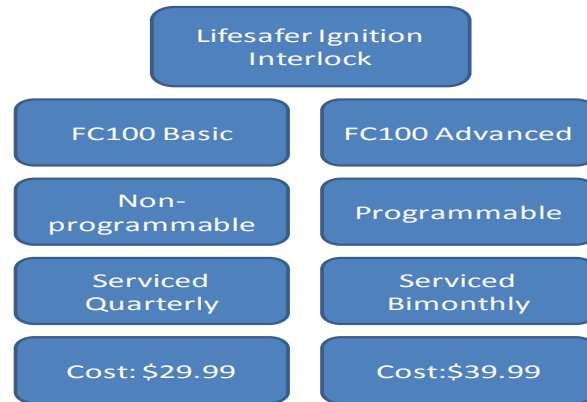 Lifesafer Ignition
Interlock
FC100 Basic
FC100 Advanced
Non-
programmable
Programmable
Serviced
Quarterly
Serviced
Bimonthly
Cost: $29.99
Cost:$39.99